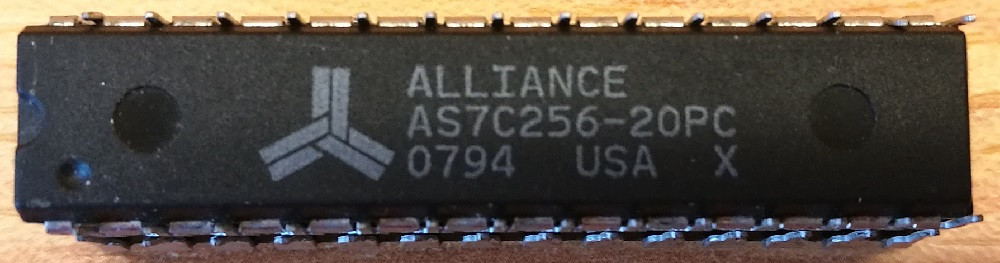 ALLIANCE
AS7C256-20PC
0794 USA X